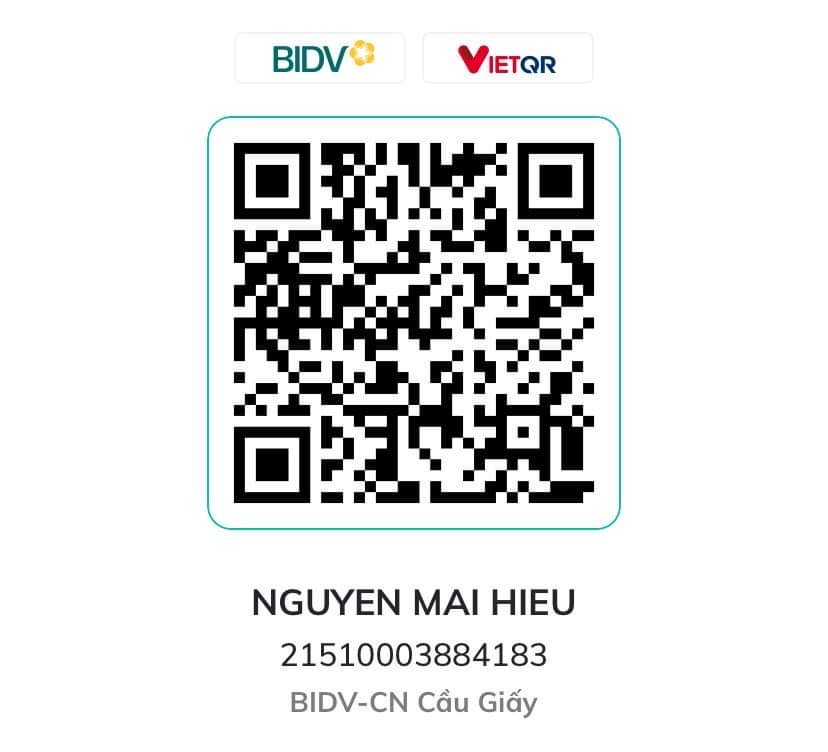 BIDV VIETQR
NGUYEN MAI HIEU
21510003884183
BIDV-CN Cầu Giấy